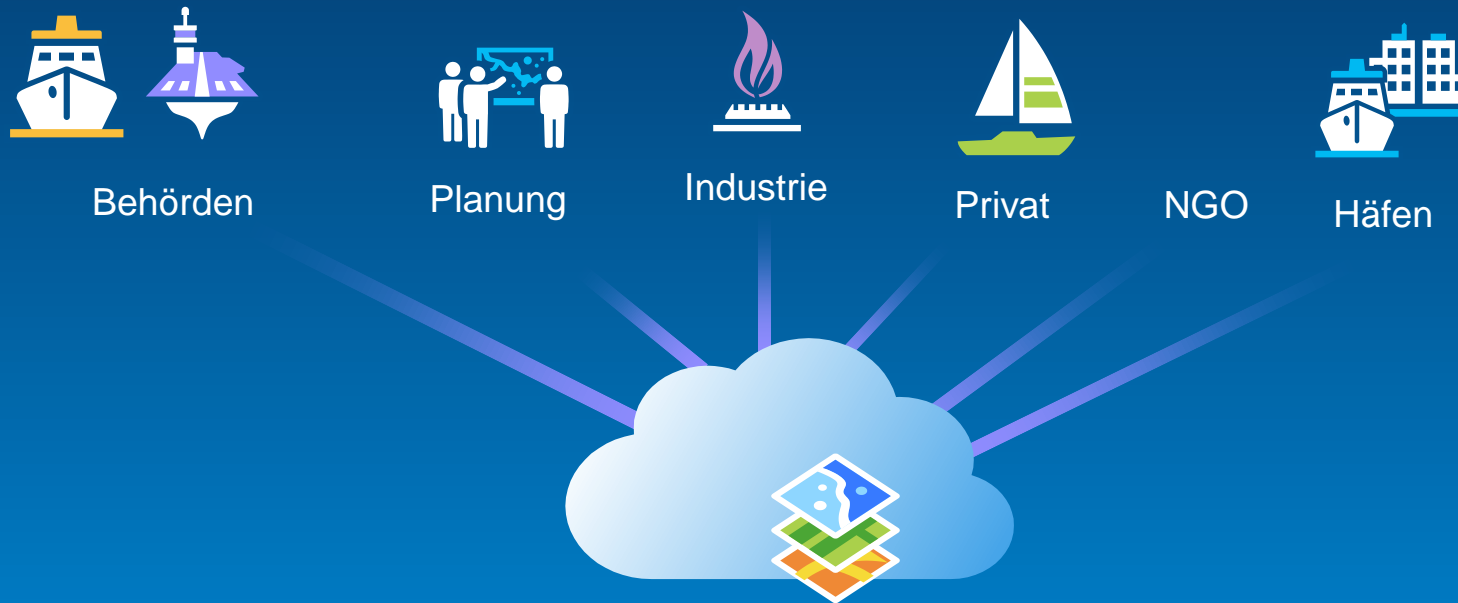 Behörden
Planung
Industrie
Privat
NGO
Häfen